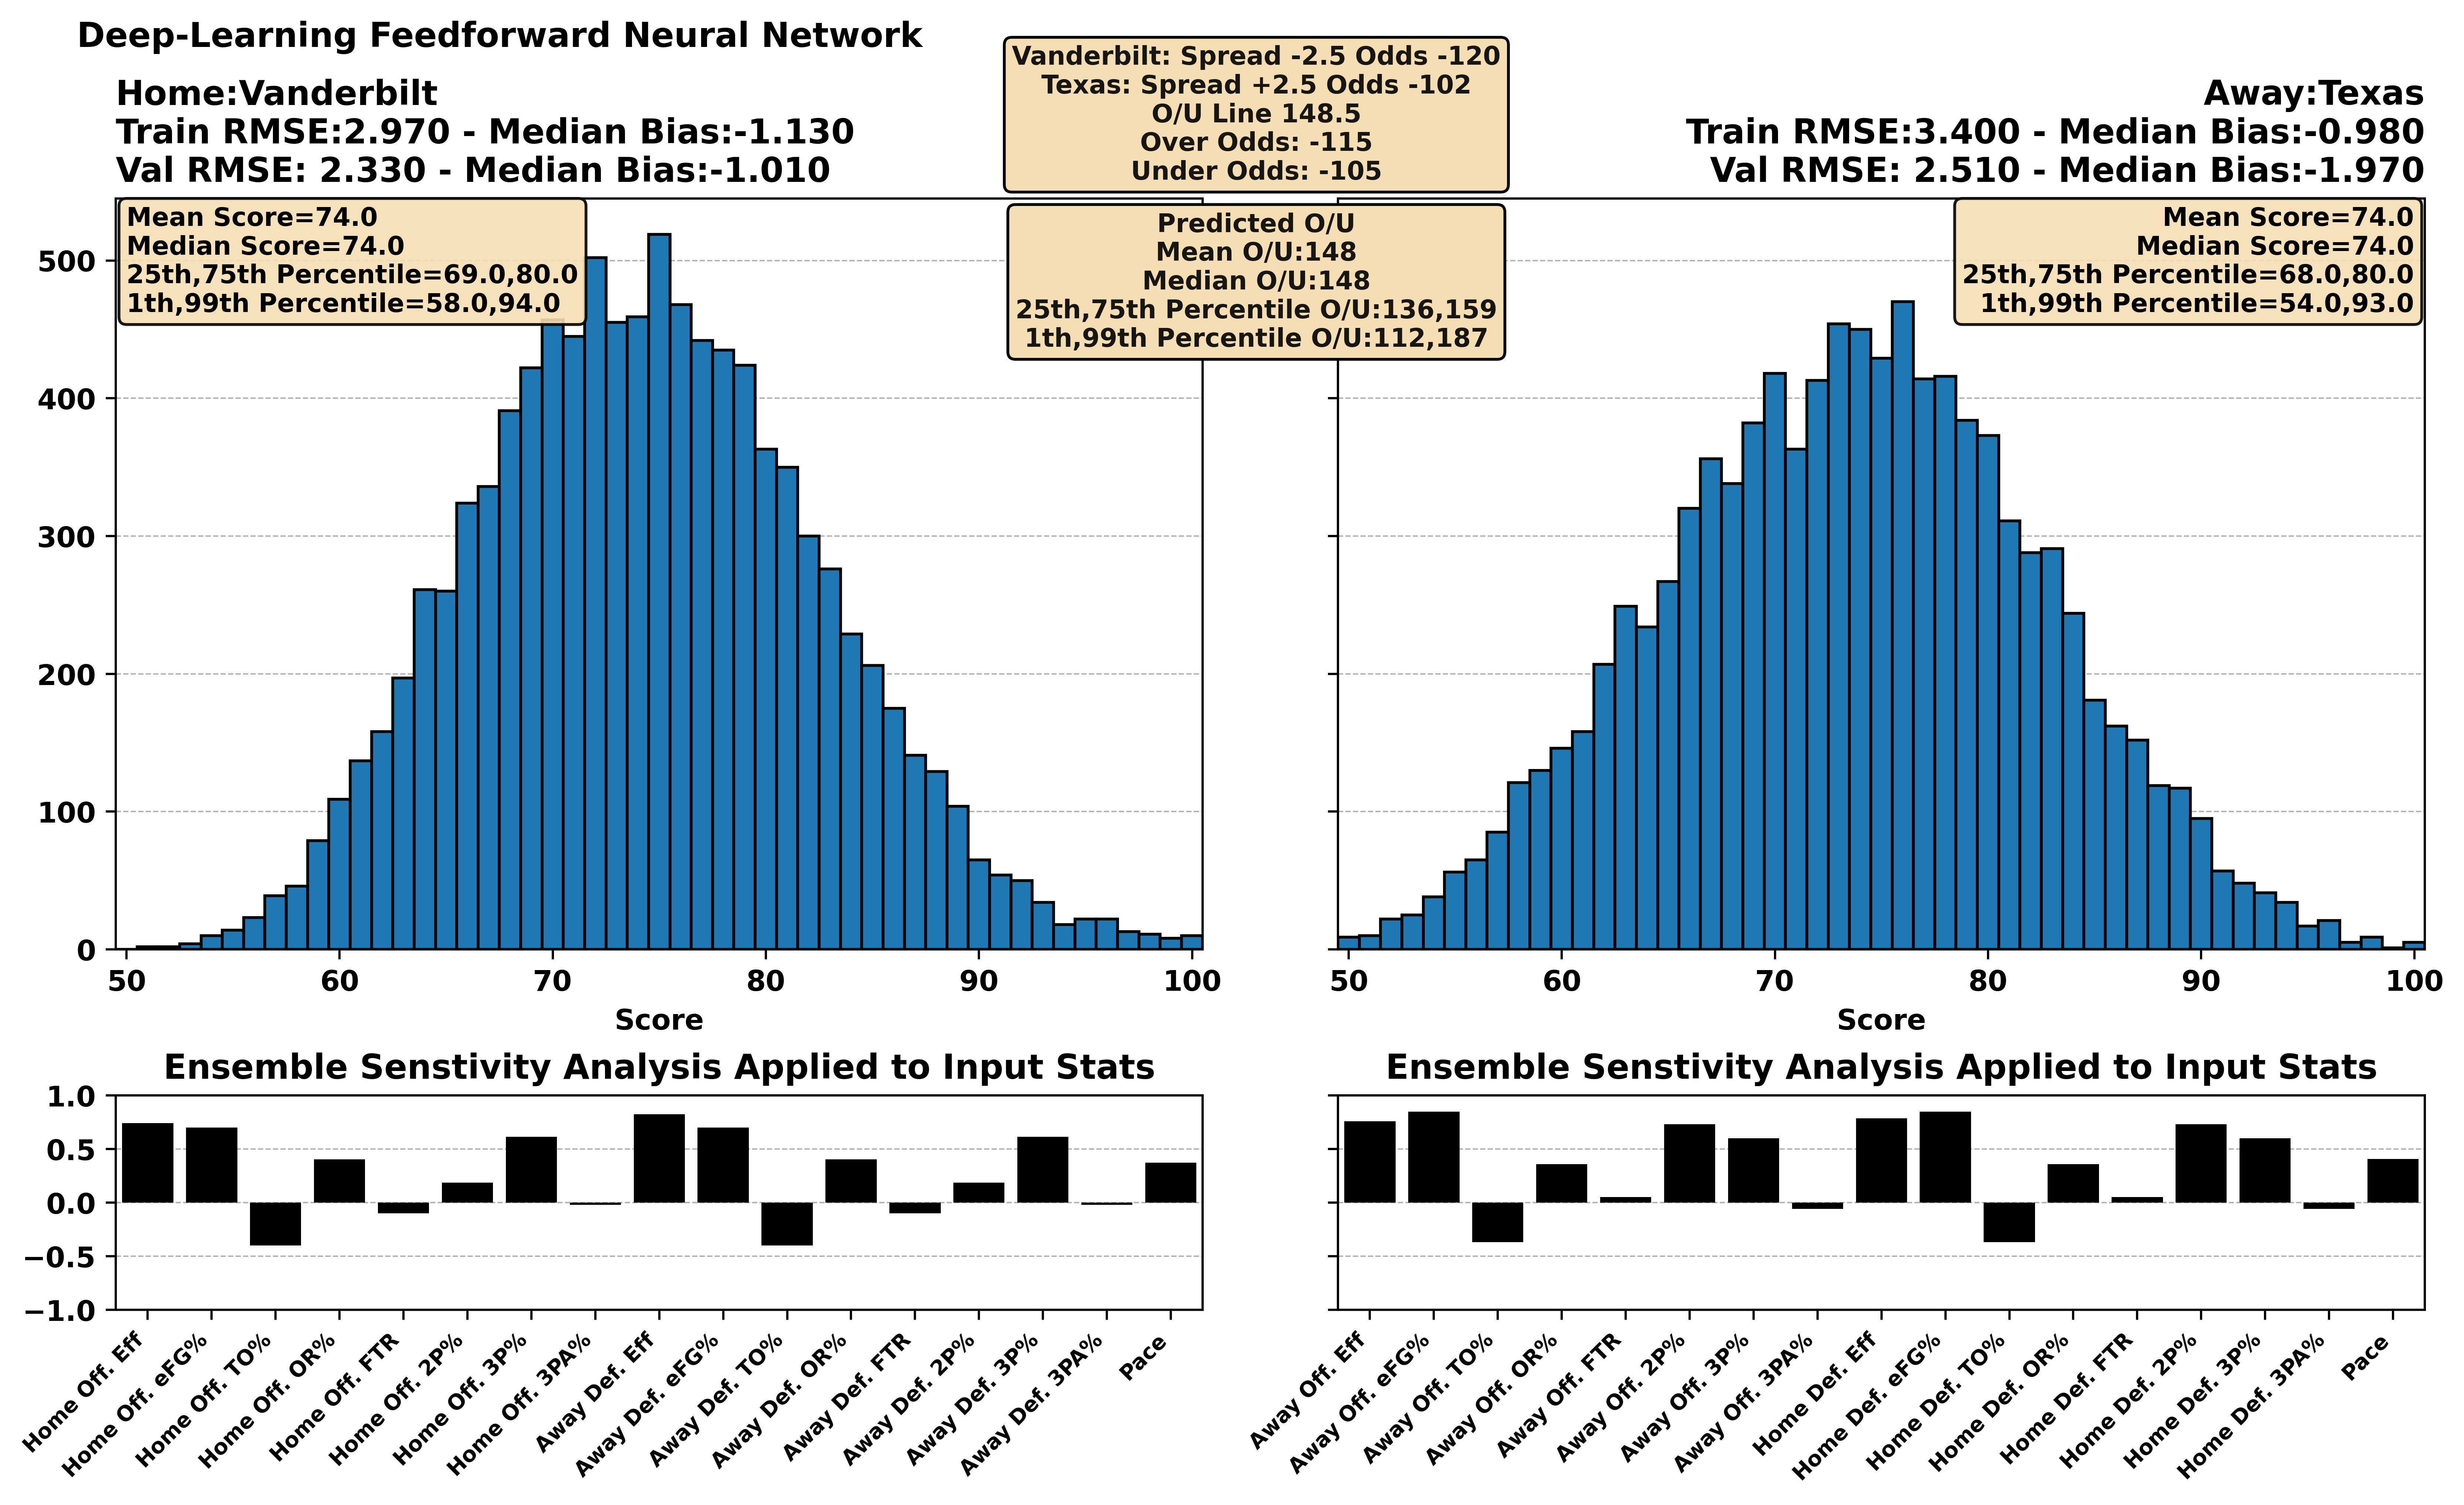 Deep-Learning Feedforward Neural Network
Home:Vanderbilt
Train RMSE:2.970 - Median Bias:-1.130
Val RMSE: 2.330 - Median Bias:-1.010
Vanderbilt: Spread -2.5 Odds -120
Texas: Spread +2.5 Odds -102
O/U Line 148.5
Over Odds: -115
Under Odds: -105
Away:Texas
Train RMSE:3.400 - Median Bias:-0.980
Val RMSE: 2.510 - Median Bias:-1.970
Mean Score=74.0
Median Score=74.0
25th,75th Percentile=69.0,80.0
1th,99th Percentile=58.0,94.0
Predicted O/U
Mean O/U:148
Median O/U:148
25th,75th Percentile O/U:136,159
1th,99th Percentile O/U:112,187
Mean Score=74.0
Median Score=74.0
25th,75th Percentile=68.0,80.0
1th,99th Percentile=54.0,93.0
500
400
300
200
100
0
50 60 70 80 90 100
Score
50 60 70 80 90 100
Score
Ensemble Senstivity Analysis Applied to Input Stats
Ensemble Senstivity Analysis Applied to Input Stats
1.0
0.5
0.0
−0.5
−1.0
Home Off. Eff
Home Off. eFG%
Home Off. TO%
Home Off. OR%
Home Off. FTR
Home Off. 2P%
Home Off. 3P%
Home Off. 3PA%
Away Def. Eff
Away Def. eFG%
Away Def. TO%
Away Def. OR%
Away Def. FTR
Away Def. 2P%
Away Def. 3P%
Away Def. 3PA%
Pace
Away Off. Eff
Away Off. eFG%
Away Off. TO%
Away Off. OR%
Away Off. FTR
Away Off. 2P%
Away Off. 3P%
Away Off. 3PA%
Home Def. Eff
Home Def. eFG%
Home Def. TO%
Home Def. OR%
Home Def. FTR
Home Def. 2P%
Home Def. 3P%
Home Def. 3PA%
Pace